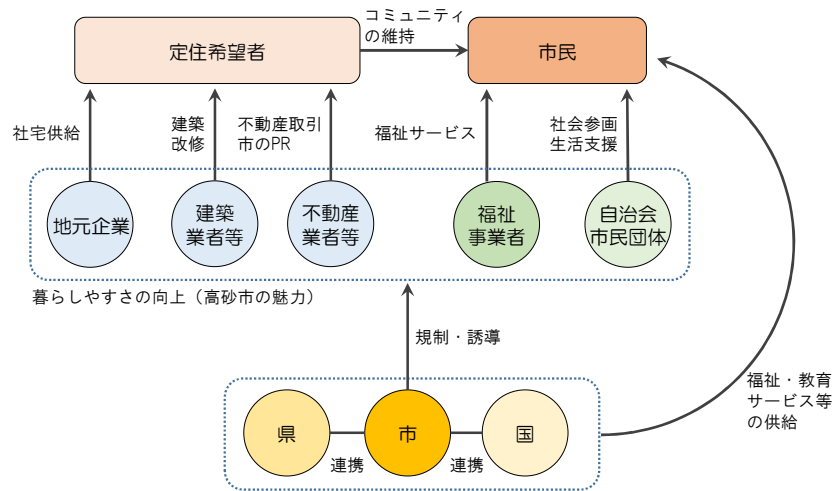 定住希望者
コミュニティ
の維持
市民
社宅供給
建築
改修
不動産取引
市のPR
福祉サービス
社会参画
生活支援
地元企業
建築
業者等
不動産
業者等
福祉
事業者
自治会
市民団体
暮らしやすさの向上（高砂市の魅力）
規制・誘導
福祉・教育
サービス等
の供給
県
連携
市
連携
国